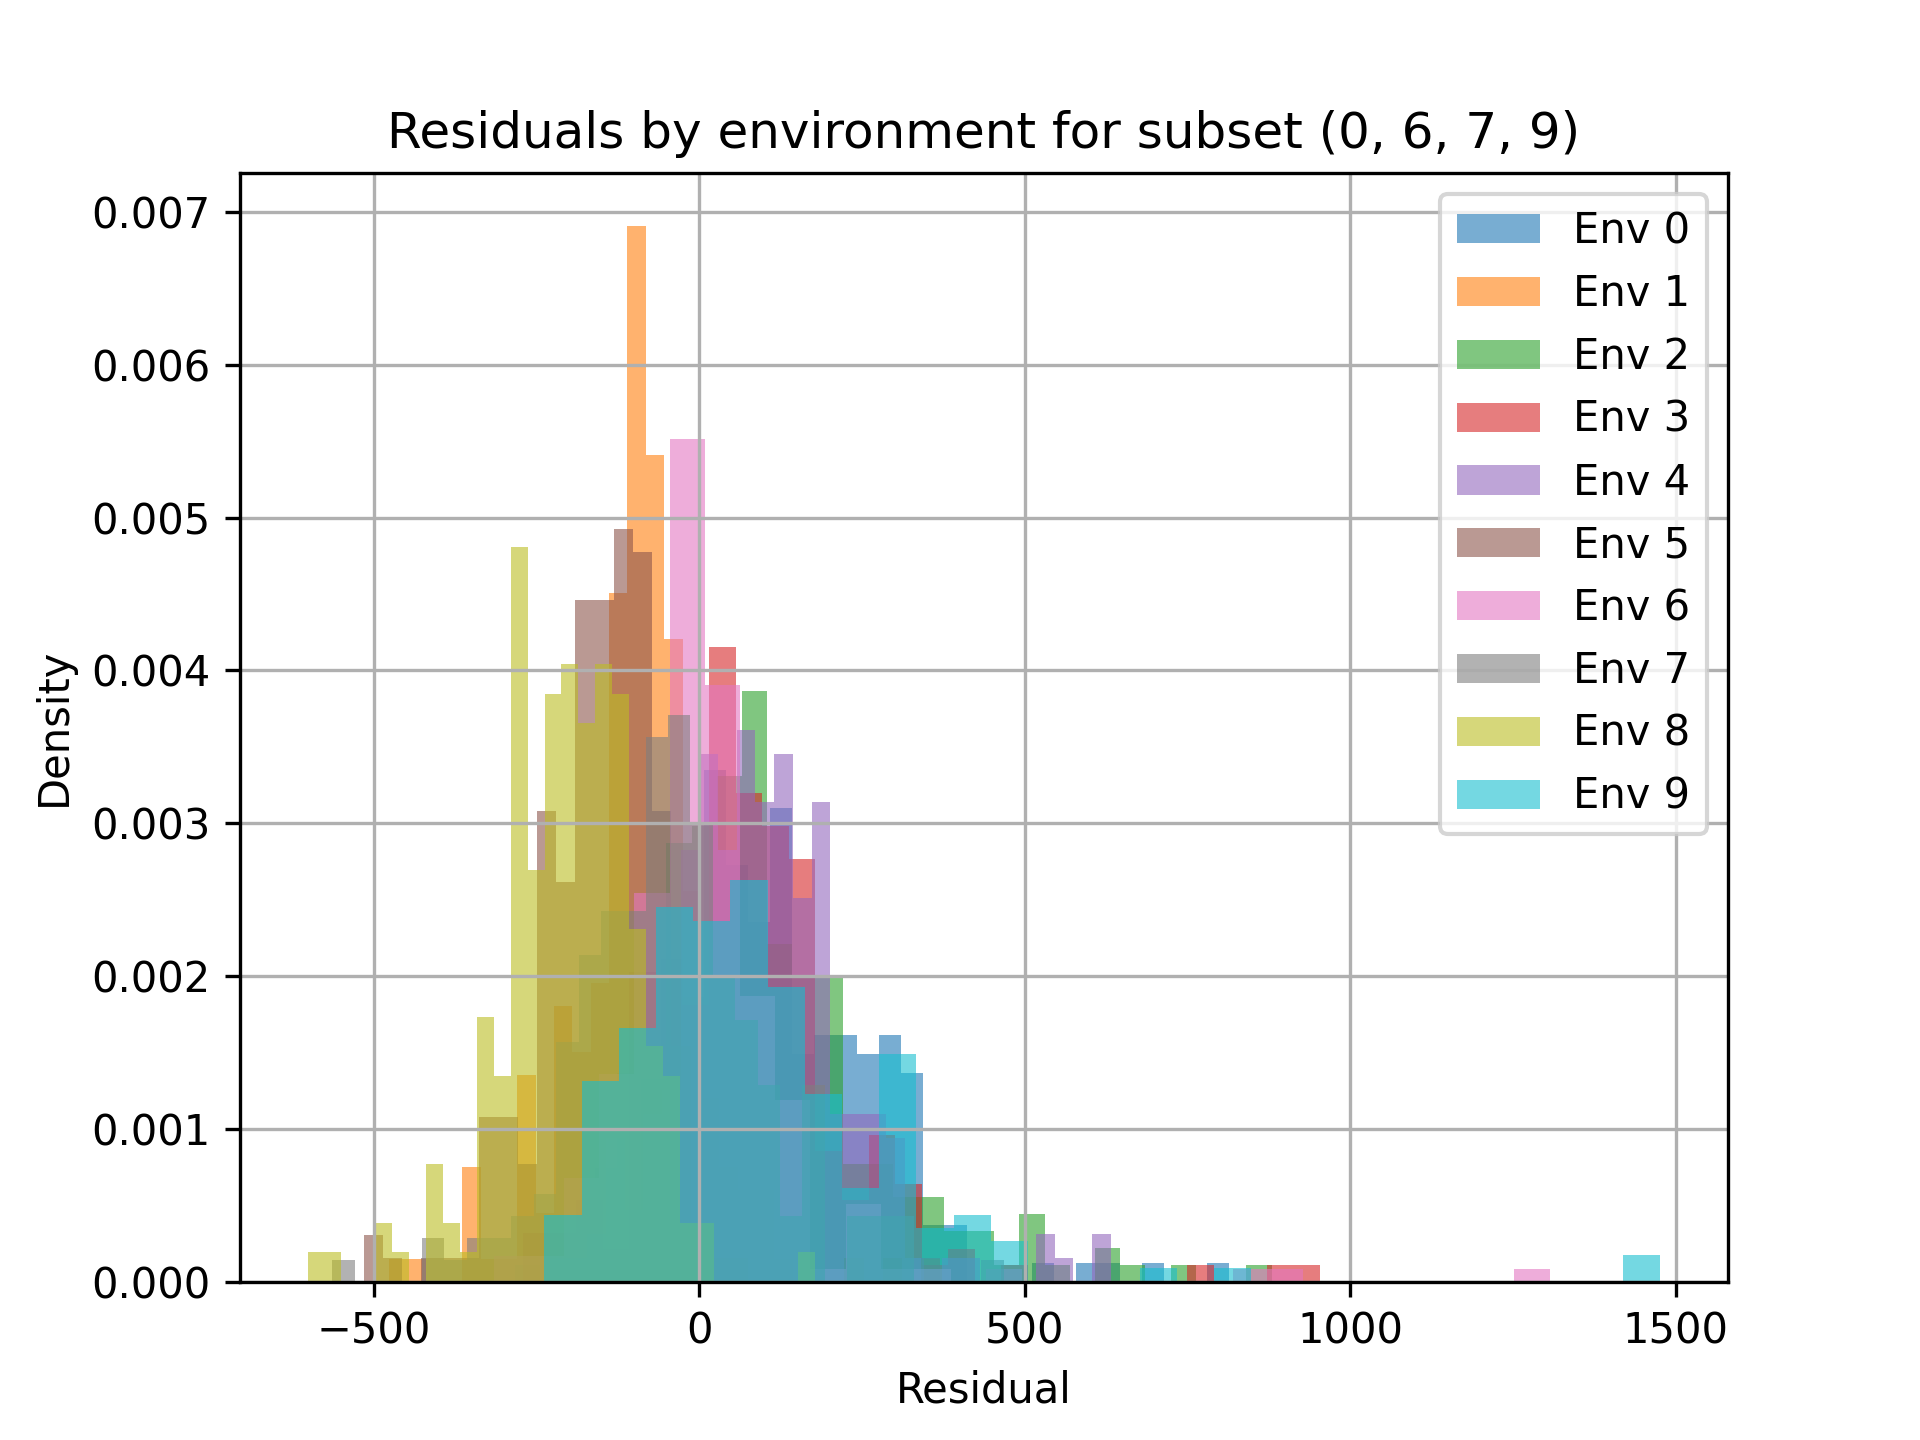 Residuals by environment for subset (0, 6, 7, 9)
0.007
0.006
0.005
0.004
0.003
0.002
0.001
0.000
Density
−500
0
500
1000
1500
Residual
Env 0
Env 1
Env 2
Env 3
Env 4
Env 5
Env 6
Env 7
Env 8
Env 9